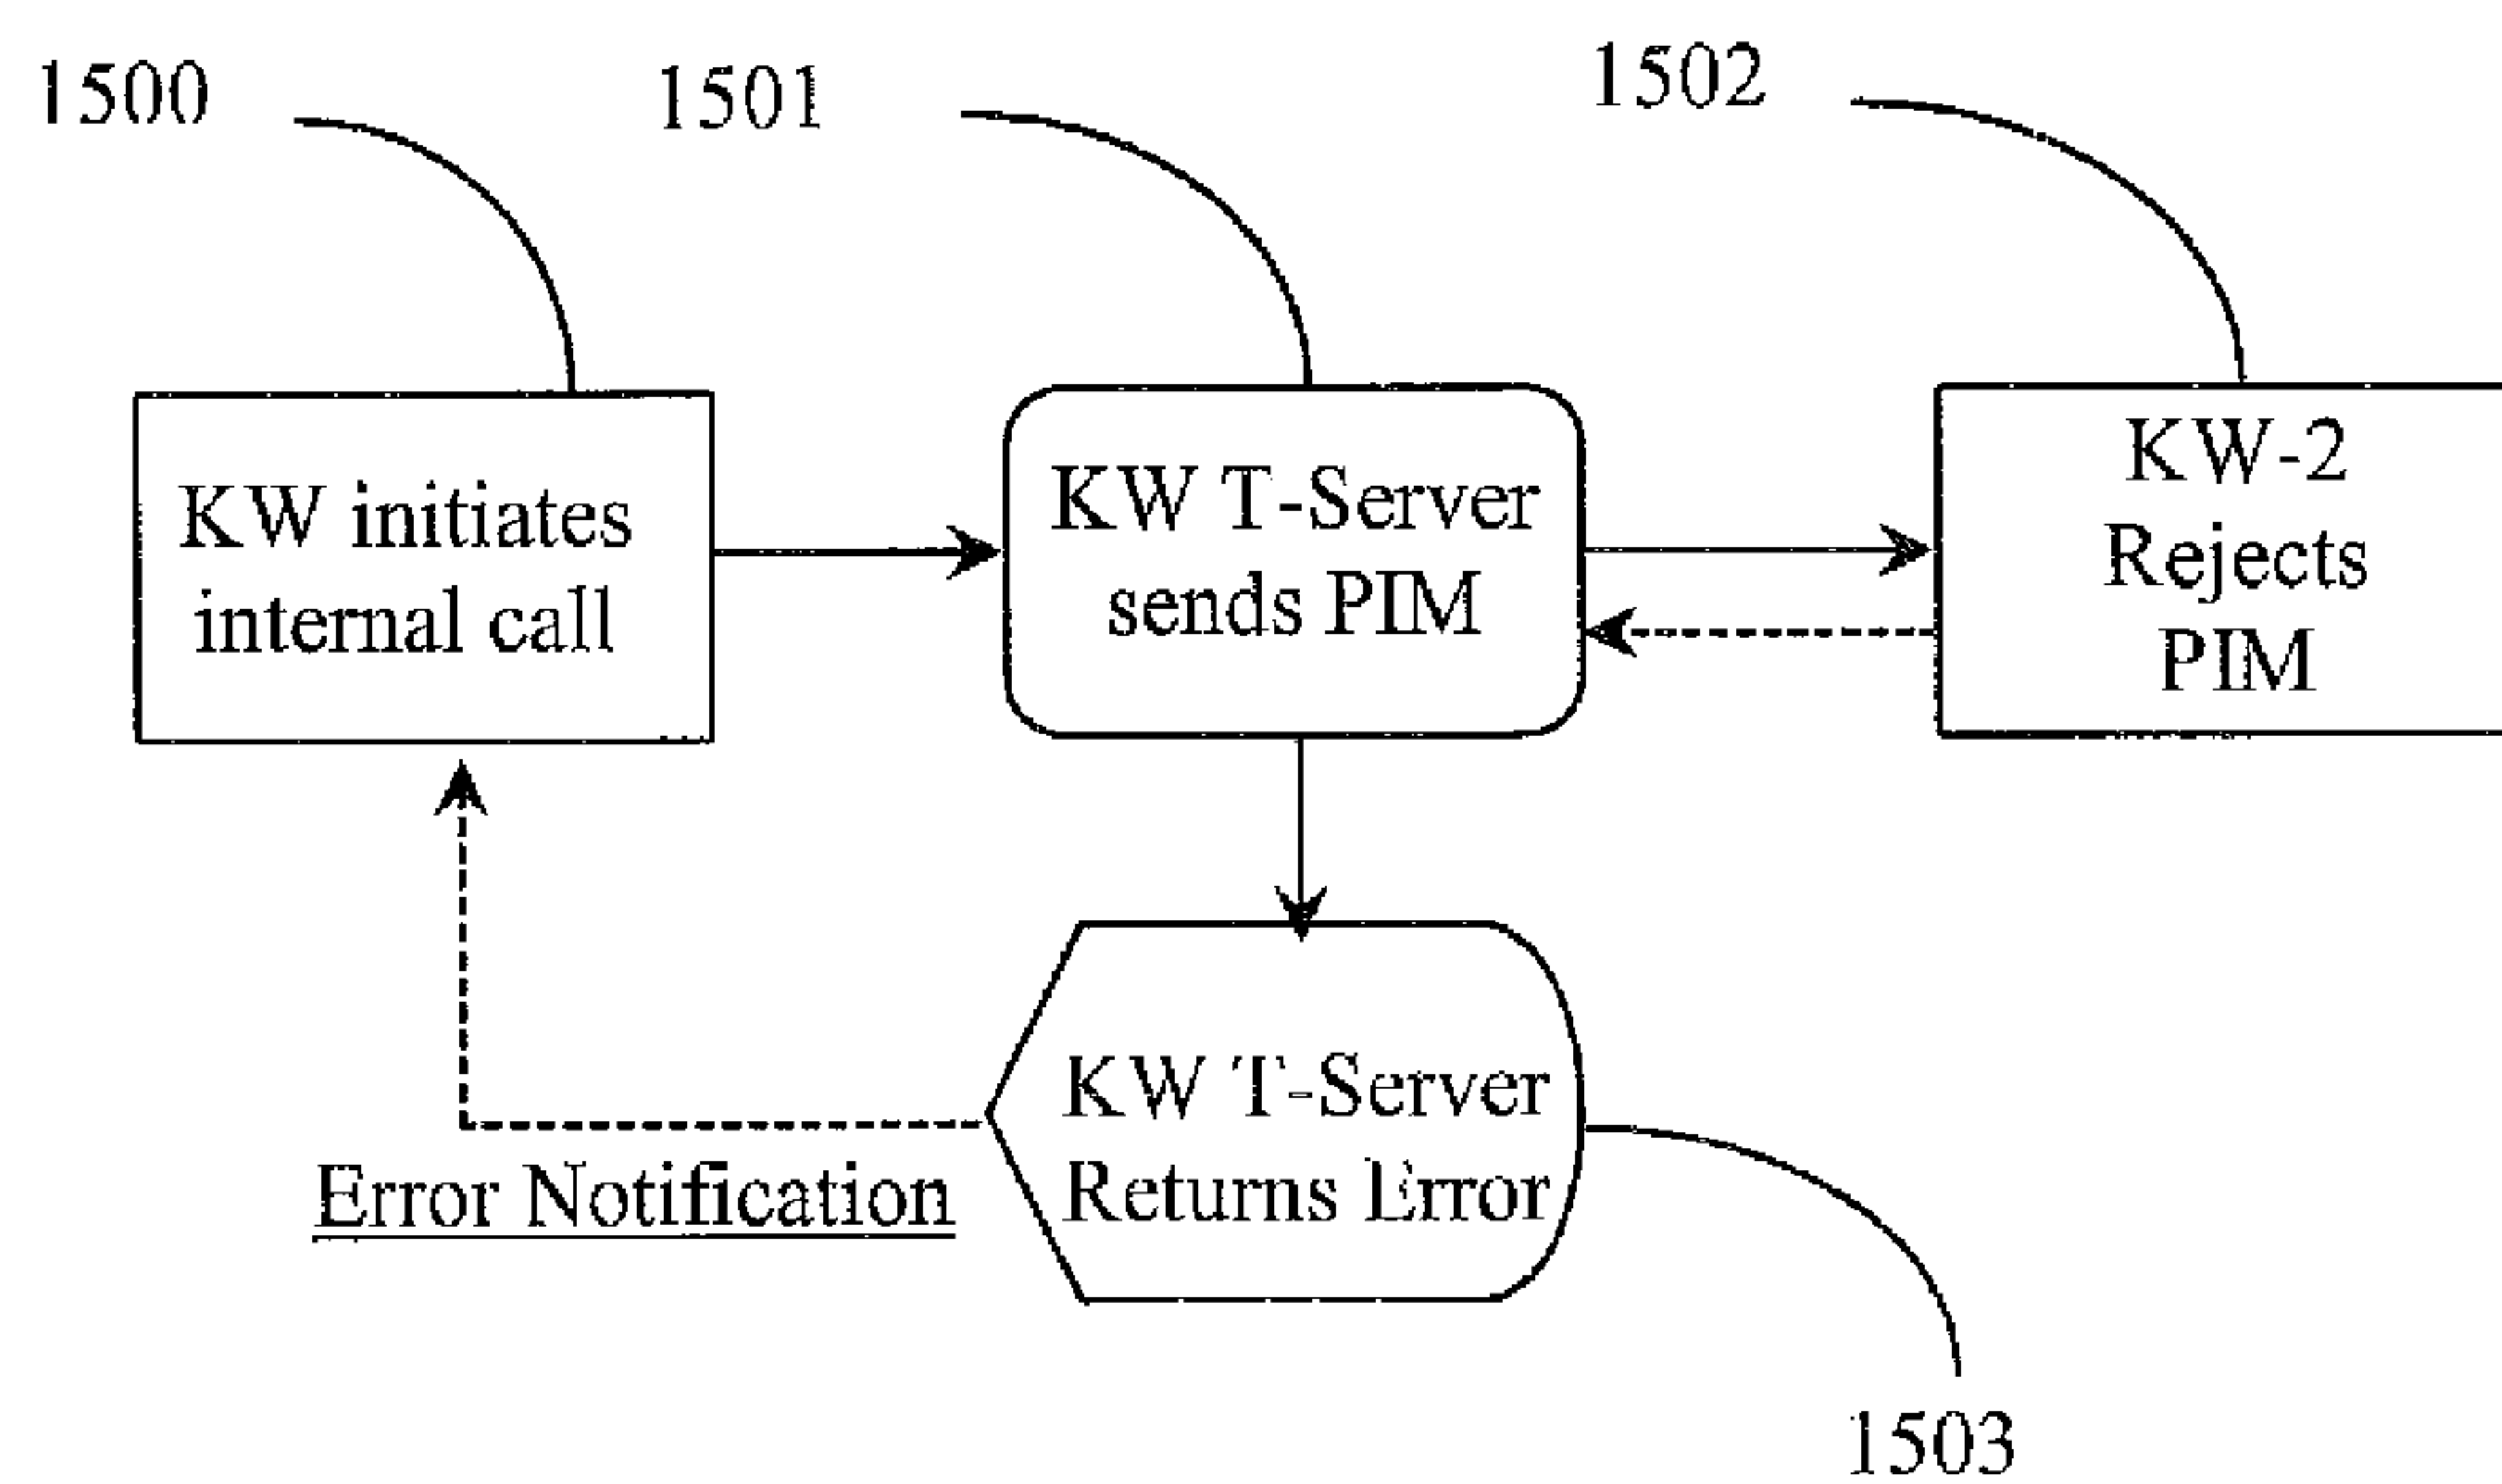 1500
1501
1502
KW initiates
internal call
KW T-Server
sends PIM
KW-2
Rejects
PIM
KW T-Server
Returns Error
Error Notification
1503